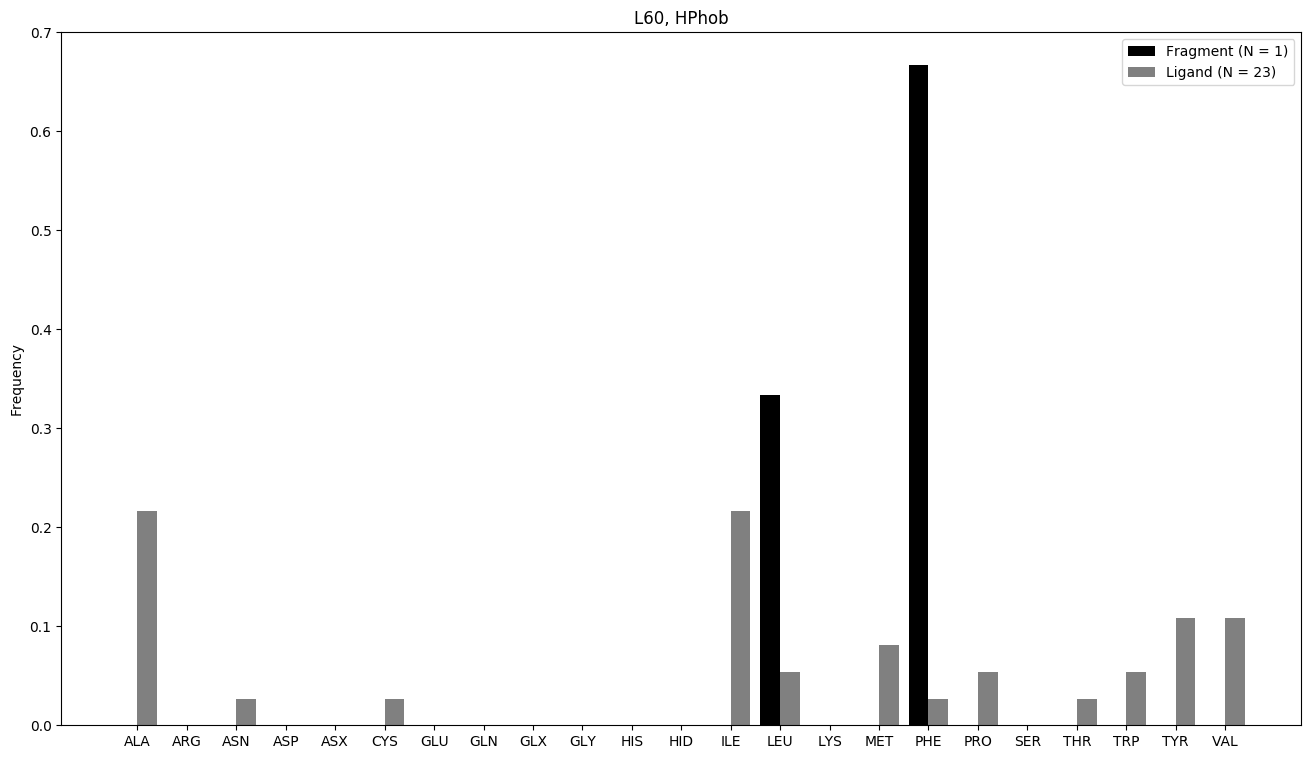 L60, HPhob
Fragment (N = 1)
Ligand (N = 23)
Frequency
0.7
0.6
0.5
0.4
0.3
0.2
0.1
0.0
ALA ARG ASN ASP ASX CYS GLU GLN GLX GLY HIS HID ILE LEU LYS MET PHE PRO SER THR TRP TYR VAL